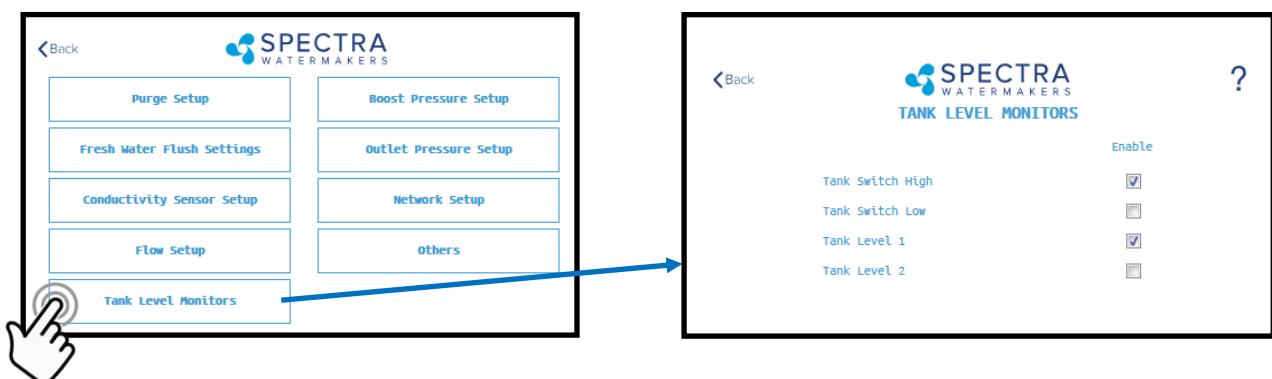 Back
SPECTRA
WATERMAKERS
Purge Setup
Boost Pressure Setup
Fresh Water Flush Settings
Outlet Pressure Setup
Conductivity Sensor Setup
Network Setup
Flow Setup
Others
Tank Level Monitors
Back
SPECTRA
WATERMAKERS
?
TANK LEVEL MONITORS
Enable
Tank Switch High
Tank Switch Low
Tank Level 1
Tank Level 2